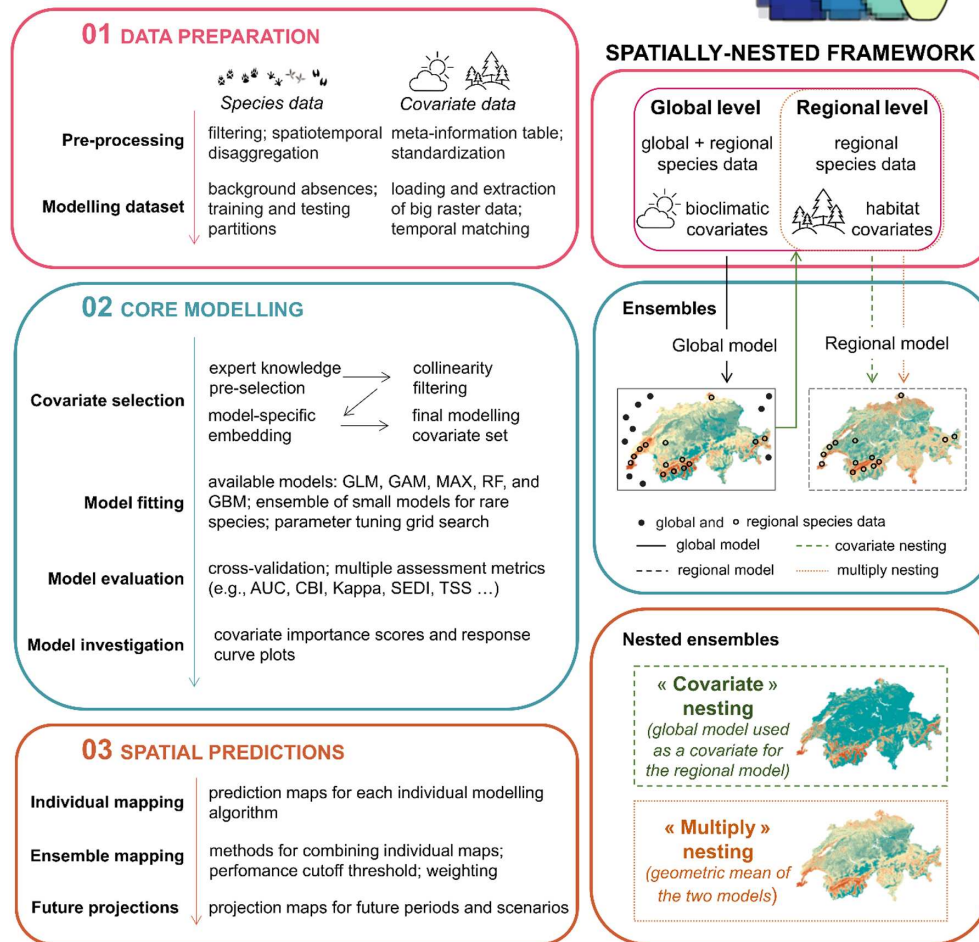 01 DATA PREPARATION
Species data
Covariate data
Pre-processing
filtering; spatiotemporal
disaggregation
meta-information table;
standardization
Modelling dataset
background absences;
training and testing
partitions
loading and extraction
of big raster data;
temporal matching
02 CORE MODELLING
Covariate selection
expert knowledge
pre-selection
collinearity
filtering
model-specific
embedding
final modelling
covariate set
Model fitting
available models: GLM, GAM, MAX, RF, and
GBM; ensemble of small models for rare
species; parameter tuning grid search
Model evaluation
cross-validation; multiple assessment metrics
(e.g., AUC, CBI, Kappa, SEDI, TSS ...)
Model investigation
covariate importance scores and response
curve plots
03 SPATIAL PREDICTIONS
Individual mapping
prediction maps for each individual modelling
algorithm
Ensemble mapping
methods for combining individual maps;
perfomance cutoff threshold; weighting
Future projections
projection maps for future periods and scenarios
SPATIALLY-NESTED FRAMEWORK
Global level
global + regional
species data
bioclimatic
covariates
Regional level
regional
species data
habitat
covariates
Ensembles
Global model
Regional model
global and
regional species data
global model
covariate nesting
regional model
multiply nesting
Nested ensembles
« Covariate »
nesting
(global model used
as a covariate for
the regional model)
« Multiply »
nesting
(geometric mean of
the two models)